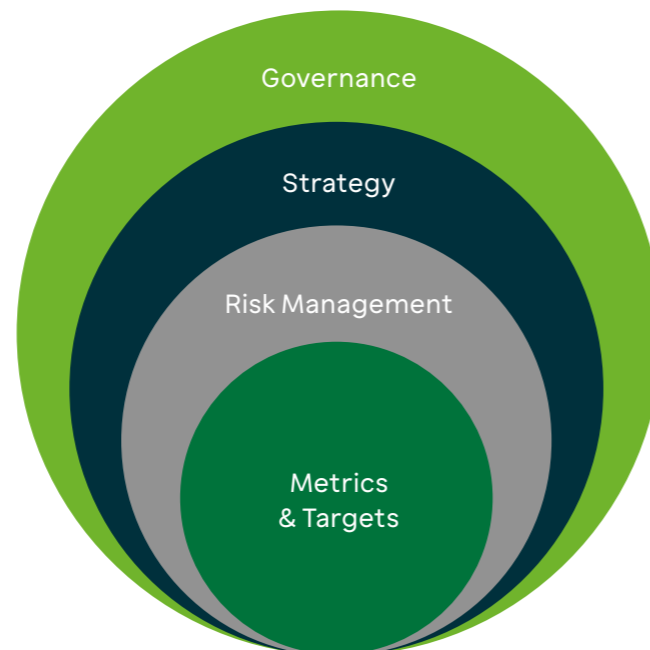 Governance
Strategy
Risk Management
Metrics
& Targets